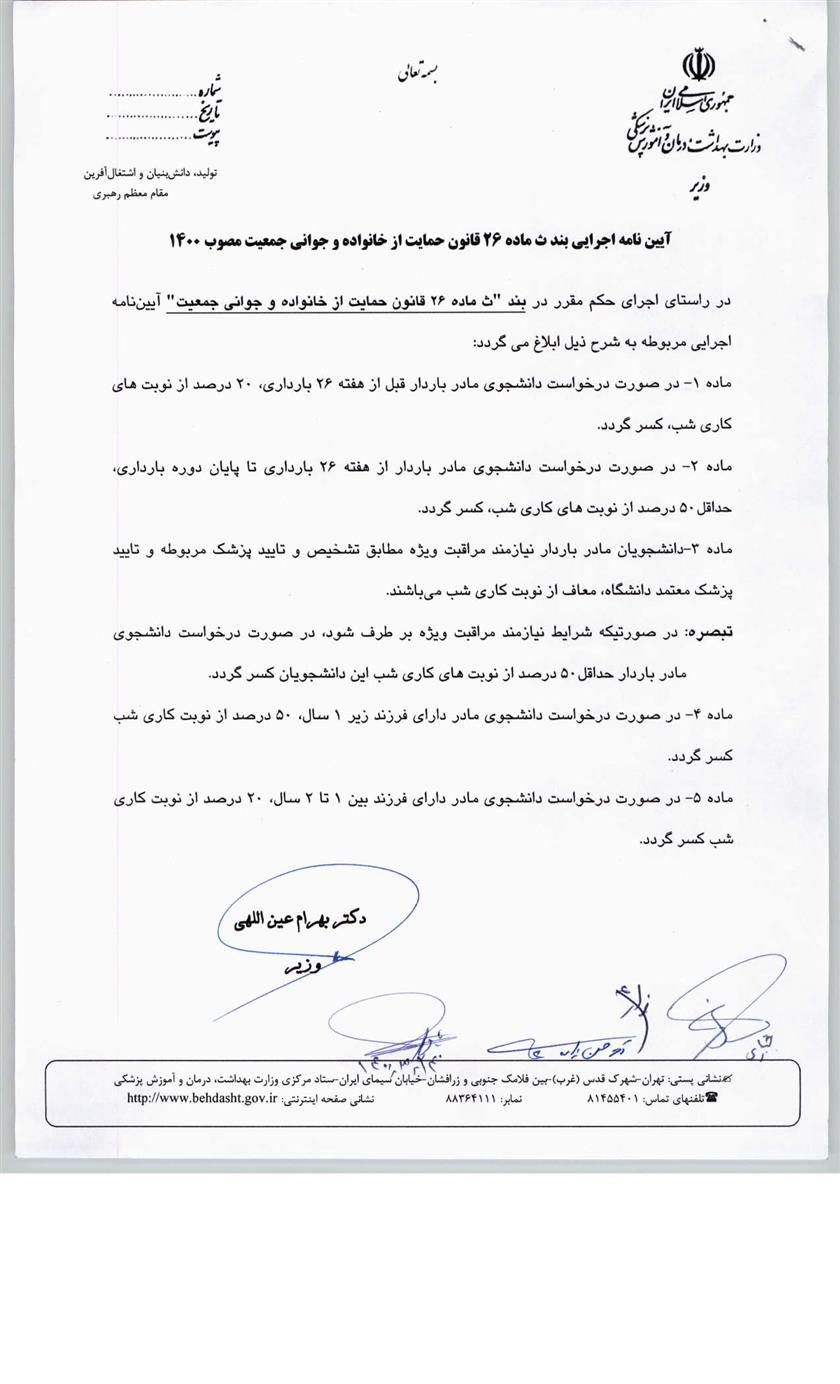 بسمه تعالی
جمهوری اسلامی ایران
وزارت بهداشت، درمان و آموزش پزشکی
وزیر
شماره....................
تاریخ....................
پیوست....................
تولید، دانش‌بنیان و اشتغال‌آفرین
مقام معظم رهبری
آیین نامه اجرایی بند ث ماده ۲۶ قانون حمایت از خانواده و جوانی جمعیت مصوب ۱۴۰۰
در راستای اجرای حکم مقرر در بند "ث ماده ۲۶ قانون حمایت از خانواده و جوانی جمعیت" آیین‌نامه
اجرایی مربوطه به شرح ذیل ابلاغ می گردد:
ماده ۱- در صورت درخواست دانشجوی مادر باردار قبل از هفته ۲۶ بارداری، ۲۰ درصد از نوبت های
کاری شب، کسر گردد.
ماده ۲- در صورت درخواست دانشجوی مادر باردار از هفته ۲۶ بارداری تا پایان دوره بارداری،
حداقل۵۰ درصد از نوبت های کاری شب، کسر گردد.
ماده ۳-دانشجویان مادر باردار نیازمند مراقبت ویژه مطابق تشخیص و تایید پزشک مربوطه و تایید
پزشک معتمد دانشگاه، معاف از نوبت کاری شب می‌باشند.
تبصره: در صورتیکه شرایط نیازمند مراقبت ویژه بر طرف شود، در صورت درخواست دانشجوی
مادر باردار حداقل۵۰ درصد از نوبت های کاری شب این دانشجویان کسر گردد.
ماده ۴- در صورت درخواست دانشجوی مادر دارای فرزند زیر ۱ سال، ۵۰ درصد از نوبت کاری شب
کسر گردد.
ماده ۵- در صورت درخواست دانشجوی مادر دارای فرزند بین ۱ تا ۲ سال، ۲۰ درصد از نوبت کاری
شب کسر گردد.
دکتر بهرام عین اللهی
وزیر
نشانی پستی: تهران-شهرک قدس (غرب)-بین فلامک جنوبی و زرافشان-خیابان سیمای ایران-ستاد مرکزی وزارت بهداشت، درمان و آموزش پزشکی
تلفنهای تماس: ۸۱۴۵۵۴۰۱ نمابر: ۸۸۳۶۴۱۱۱ نشانی صفحه اینترنتی: http://www.behdasht.gov.ir